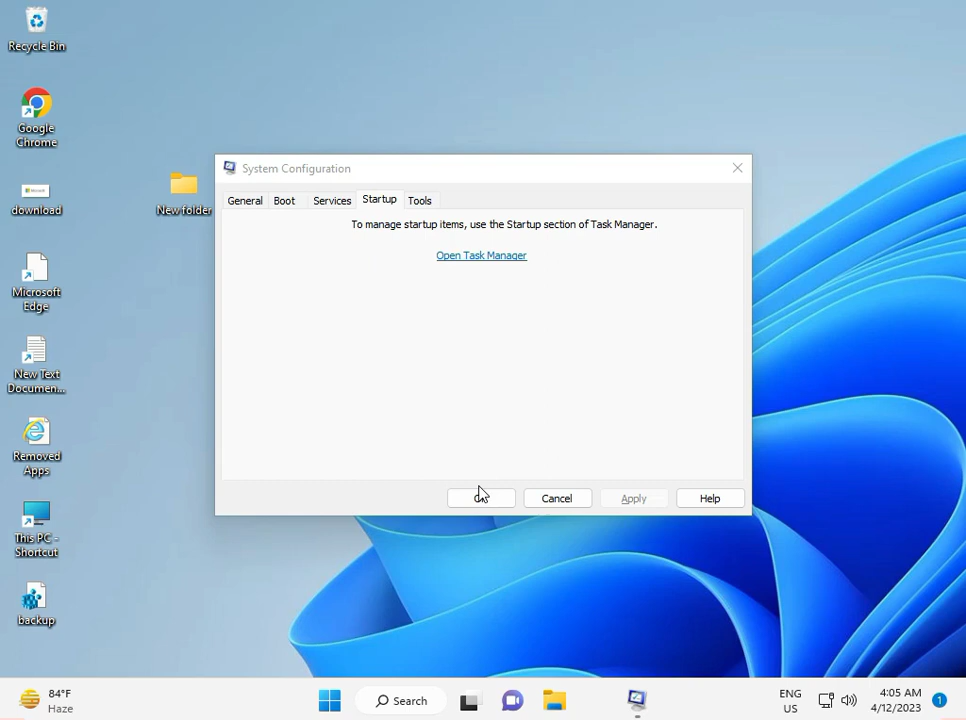 Recycle Bin
Google
Chrome
download
Microsoft
Edge
New Text
Documen...
Removed
Apps
This PC -
Shortcut
backup
New folder
System Configuration
General Boot Services Startup Tools
To manage startup items, use the Startup section of Task Manager.
Open Task Manager
Cancel Apply Help
84°F
Haze
Search
ENG
US
4:05 AM
4/12/2023
1